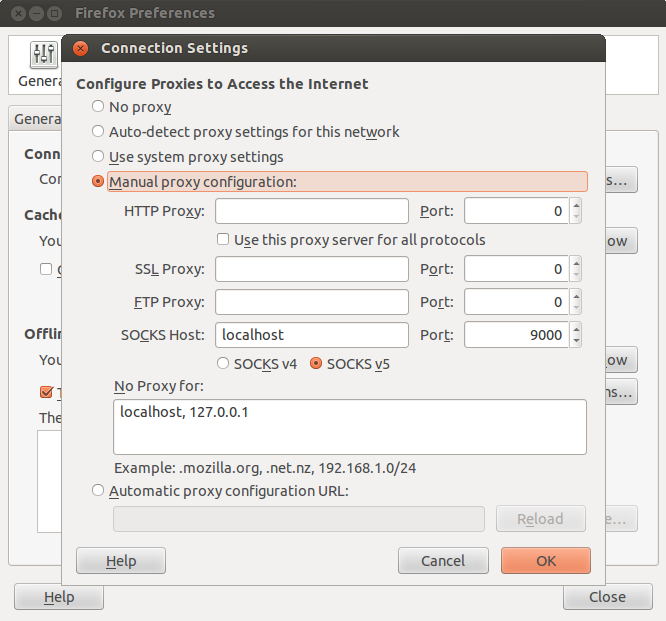 Firefox Preferences
Genera
Connection Settings
Configure Proxies to Access the Internet
No proxy
Auto-detect proxy settings for this network
Use system proxy settings
Manual proxy configuration:
HTTP Proxy: Port: 0
Use this proxy server for all protocols
SSL Proxy: Port: 0
FTP Proxy: Port: 0
SOCKS Host: localhost Port: 9000
SOCKS v4 SOCKS v5
No Proxy for:
localhost, 127.0.0.1
Example: .mozilla.org, .net.nz, 192.168.1.0/24
Automatic proxy configuration URL:
Reload
Help Cancel OK
Genera
Conn
Cor
s...
Cache
You
ow
Offlin
You
ow
T
ns...
The
e...
Help Close